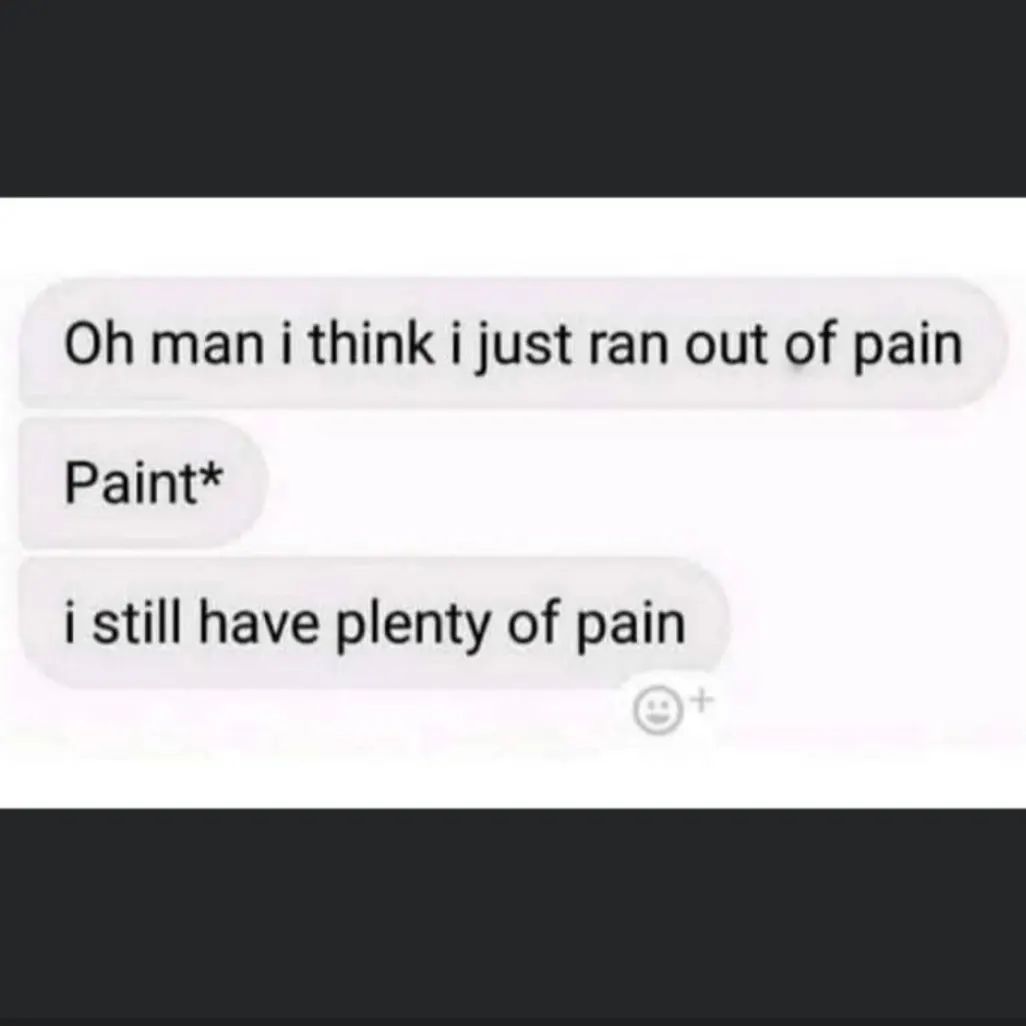 Oh man i think i just ran out of pain
Paint*
i still have plenty of pain